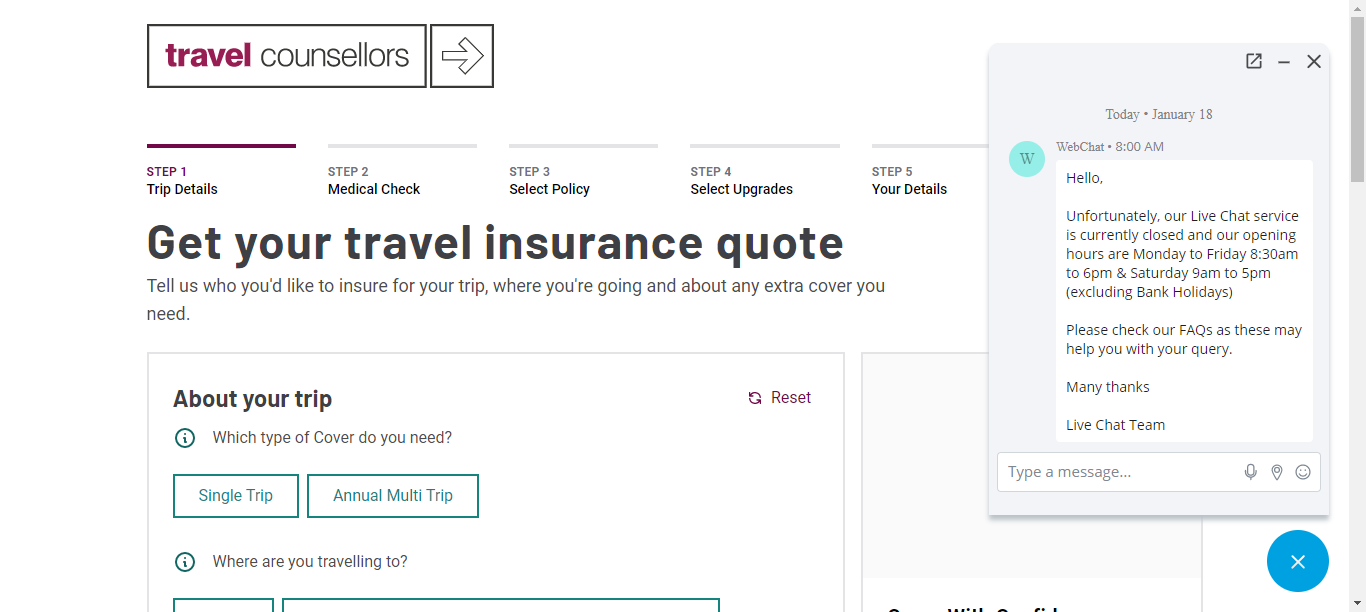 travel counsellors
STEP 1
Trip Details
STEP 2
Medical Check
STEP 3
Select Policy
STEP 4
Select Upgrades
STEP 5
Your Details
Get your travel insurance quote
Tell us who you'd like to insure for your trip, where you're going and about any extra cover you
need.
About your trip
Reset
Which type of Cover do you need?
Single Trip
Annual Multi Trip
Where are you travelling to?
Today • January 18
W
WebChat • 8:00 AM
Hello,
Unfortunately, our Live Chat service
is currently closed and our opening
hours are Monday to Friday 8:30am
to 6pm & Saturday 9am to 5pm
(excluding Bank Holidays)
Please check our FAQs as these may
help you with your query.
Many thanks
Live Chat Team
Type a message...